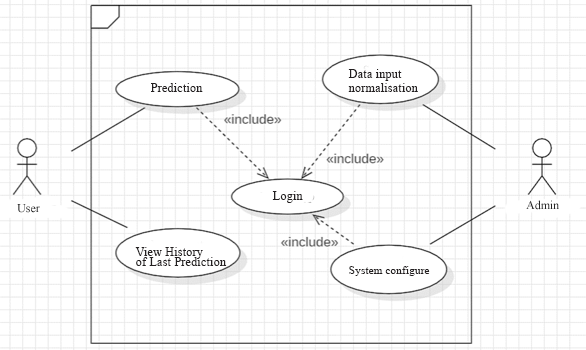 Prediction
Data input
normalisation
«include»
«include»
Login
User
Admin
View History
of Last Prediction
«include»
System configure